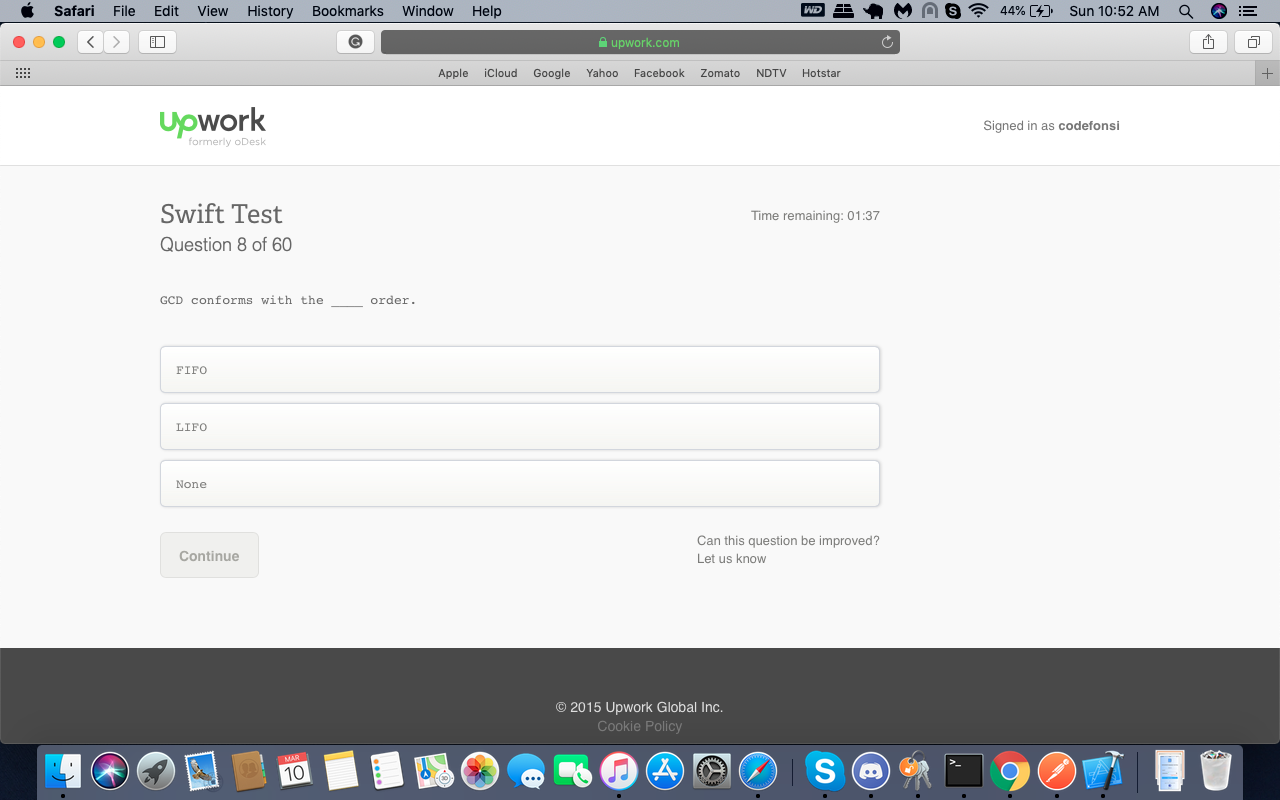 Safari File Edit View History Bookmarks Window Help WD S 44% Sun 10:52 AM
G upwork.com
Apple iCloud Google Yahoo Facebook Zomato NDTV Hotstar
upwork
formerly oDesk
Signed in as codefonsi
Swift Test
Time remaining: 01:37
Question 8 of 60
GCD conforms with the ____ order.
FIFO
LIFO
None
Continue
Can this question be improved?
Let us know
© 2015 Upwork Global Inc.
Cookie Policy
MAR
10
S
>_